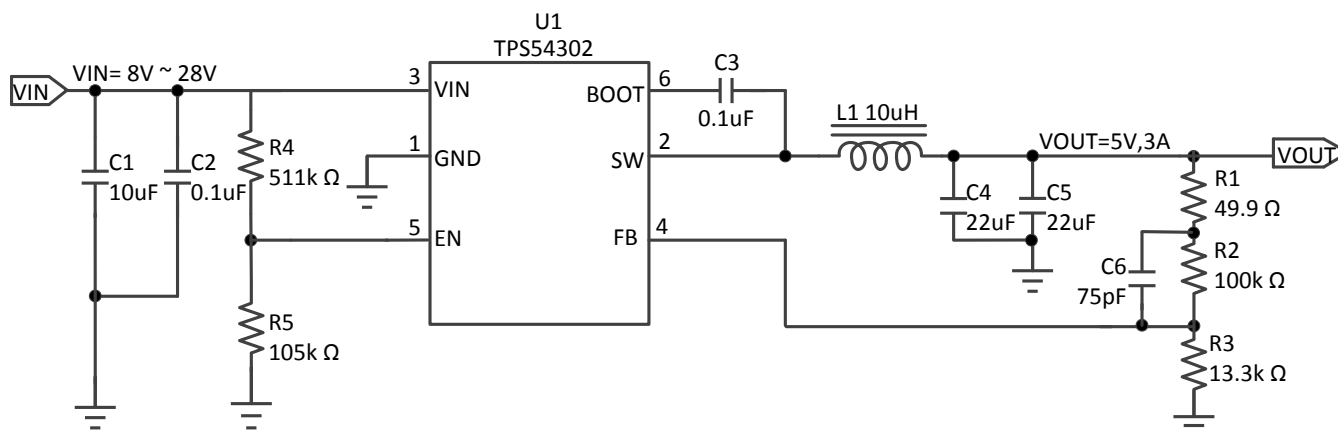 U1
TPS54302
VIN
VIN= 8V ~ 28V
3
VIN
BOOT
6
C3
0.1uF
L1 10uH
1
GND
SW
2
VOUT=5V,3A
VOUT
C1
10uF
C2
0.1uF
R4
511k Ω
C4
22uF
C5
22uF
R1
49.9 Ω
5
EN
FB
4
C6
75pF
R2
100k Ω
R5
105k Ω
R3
13.3k Ω